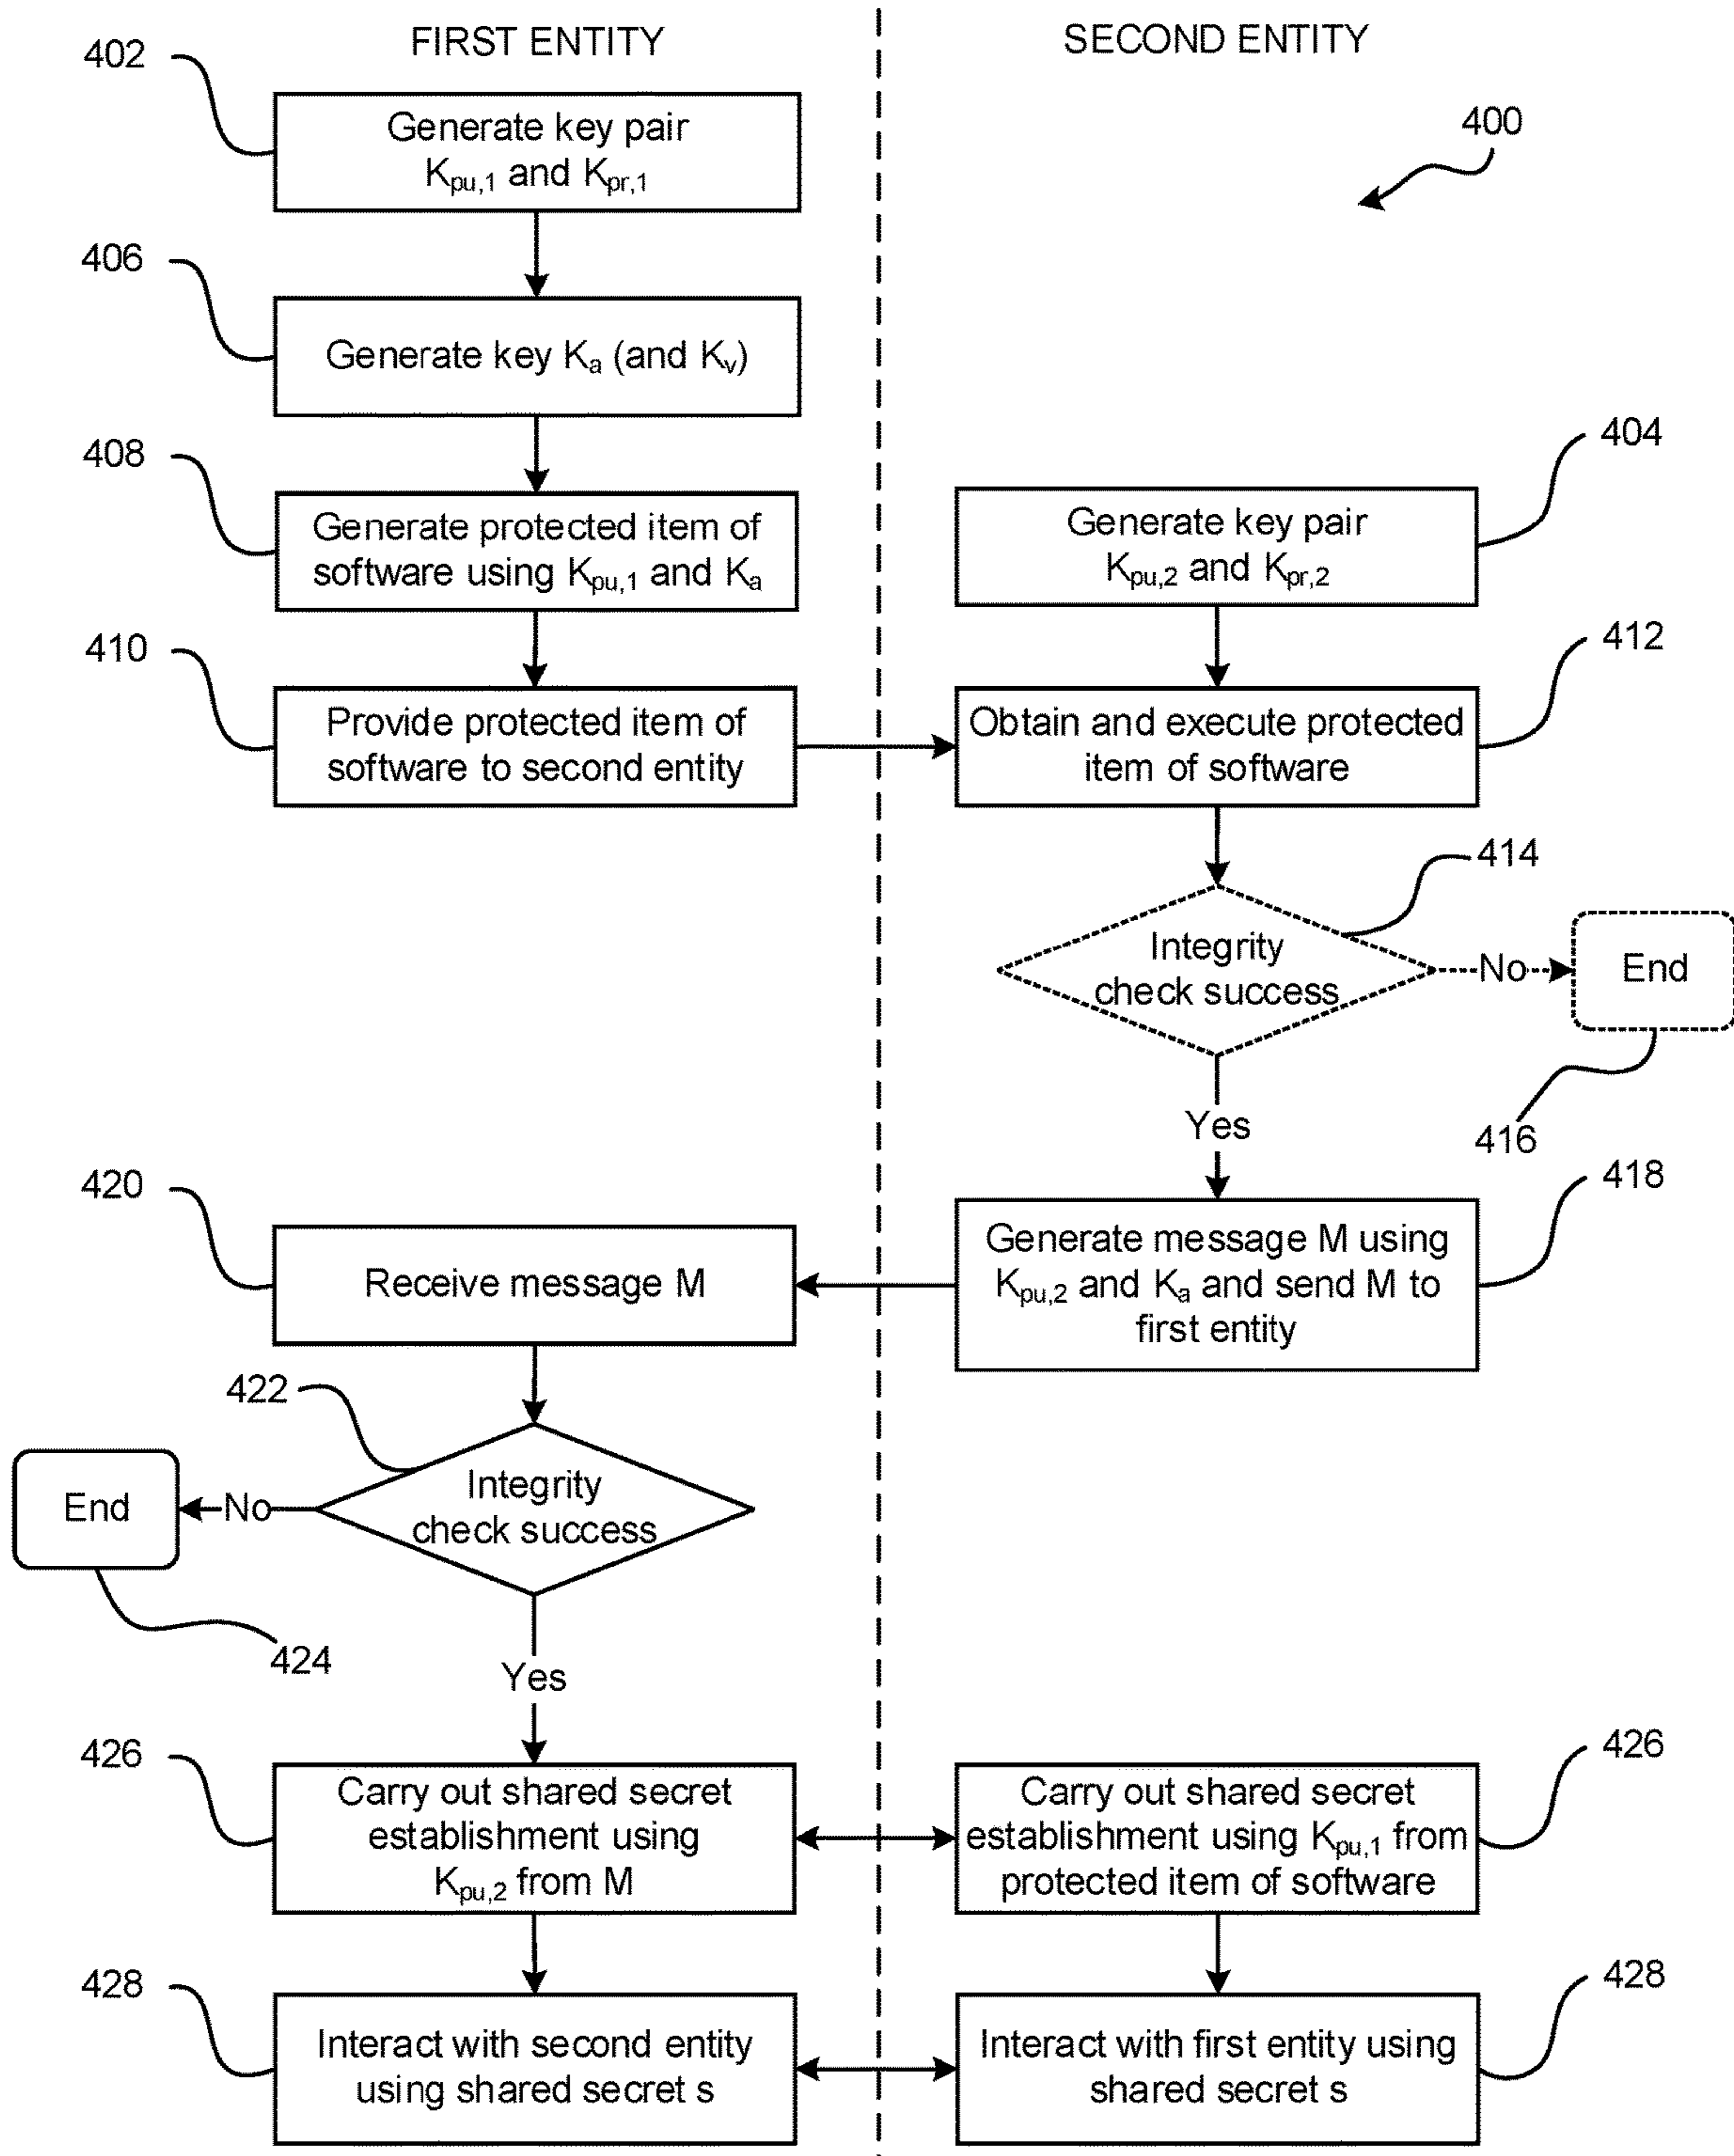 FIRST ENTITY
SECOND ENTITY
402
Generate key pair
Kpu,1 and Kpr,1
400
406
Generate key Ka (and Kv)
408
Generate protected item of
software using Kpu,1 and Ka
404
Generate key pair
Kpu,2 and Kpr,2
410
Provide protected item of
software to second entity
412
Obtain and execute protected
item of software
414
Integrity
check success
No
End
416
Yes
418
Generate message M using
Kpu,2 and Ka and send M to
first entity
420
Receive message M
422
Integrity
check success
No
End
424
Yes
426
Carry out shared secret
establishment using
Kpu,2 from M
426
Carry out shared secret
establishment using Kpu,1 from
protected item of software
428
Interact with second entity
using shared secret s
428
Interact with first entity using
shared secret s